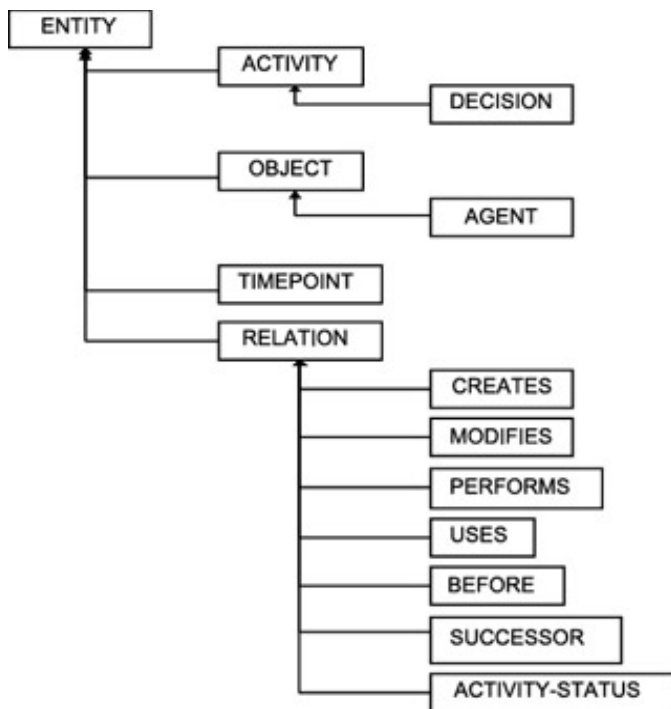 ENTITY
ACTIVITY
DECISION
OBJECT
AGENT
TIMEPOINT
RELATION
CREATES
MODIFIES
PERFORMS
USES
BEFORE
SUCCESSOR
ACTIVITY-STATUS